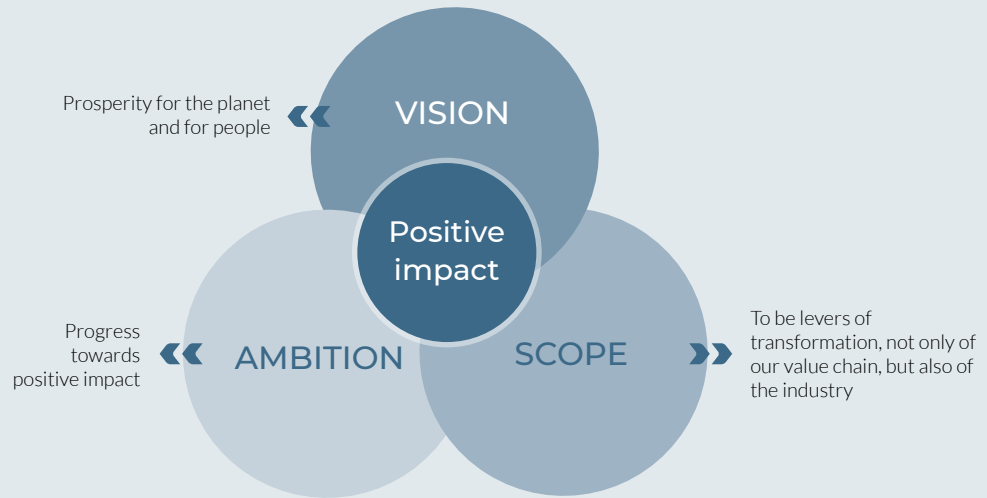 Prosperity for the planet
and for people
VISION
Positive
impact
Progress
towards
positive impact
AMBITION
SCOPE
To be levers of
transformation, not only of
our value chain, but also of
the industry